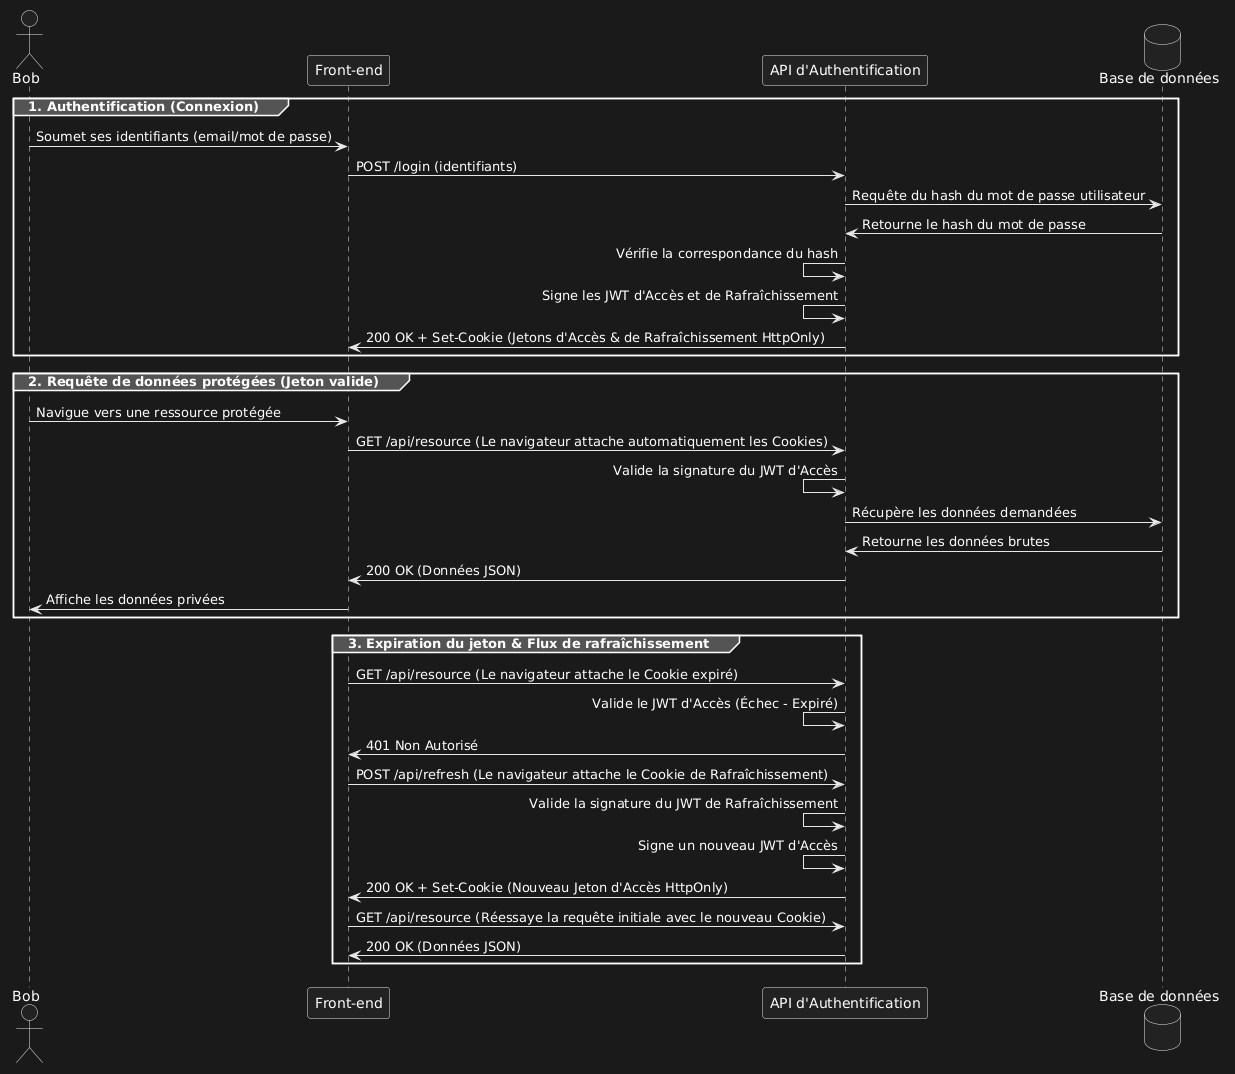 Bob
Front-end
API d'Authentification
Base de données
1. Authentification (Connexion)
Soumet ses identifiants (email/mot de passe)
POST /login (identifiants)
Requête du hash du mot de passe utilisateur
Retourne le hash du mot de passe
Vérifie la correspondance du hash
Signe les JWT d'Accès et de Rafraîchissement
200 OK + Set-Cookie (Jetons d'Accès & de Rafraîchissement HttpOnly)
2. Requête de données protégées (Jeton valide)
Navigue vers une ressource protégée
GET /api/resource (Le navigateur attache automatiquement les Cookies)
Valide la signature du JWT d'Accès
Récupère les données demandées
Retourne les données brutes
200 OK (Données JSON)
Affiche les données privées
3. Expiration du jeton & Flux de rafraîchissement
GET /api/resource (Le navigateur attache le Cookie expiré)
Valide le JWT d'Accès (Échec - Expiré)
401 Non Autorisé
POST /api/refresh (Le navigateur attache le Cookie de Rafraîchissement)
Valide la signature du JWT de Rafraîchissement
Signe un nouveau JWT d'Accès
200 OK + Set-Cookie (Nouveau Jeton d'Accès HttpOnly)
GET /api/resource (Réessaye la requête initiale avec le nouveau Cookie)
200 OK (Données JSON)
Bob
Front-end
API d'Authentification
Base de données